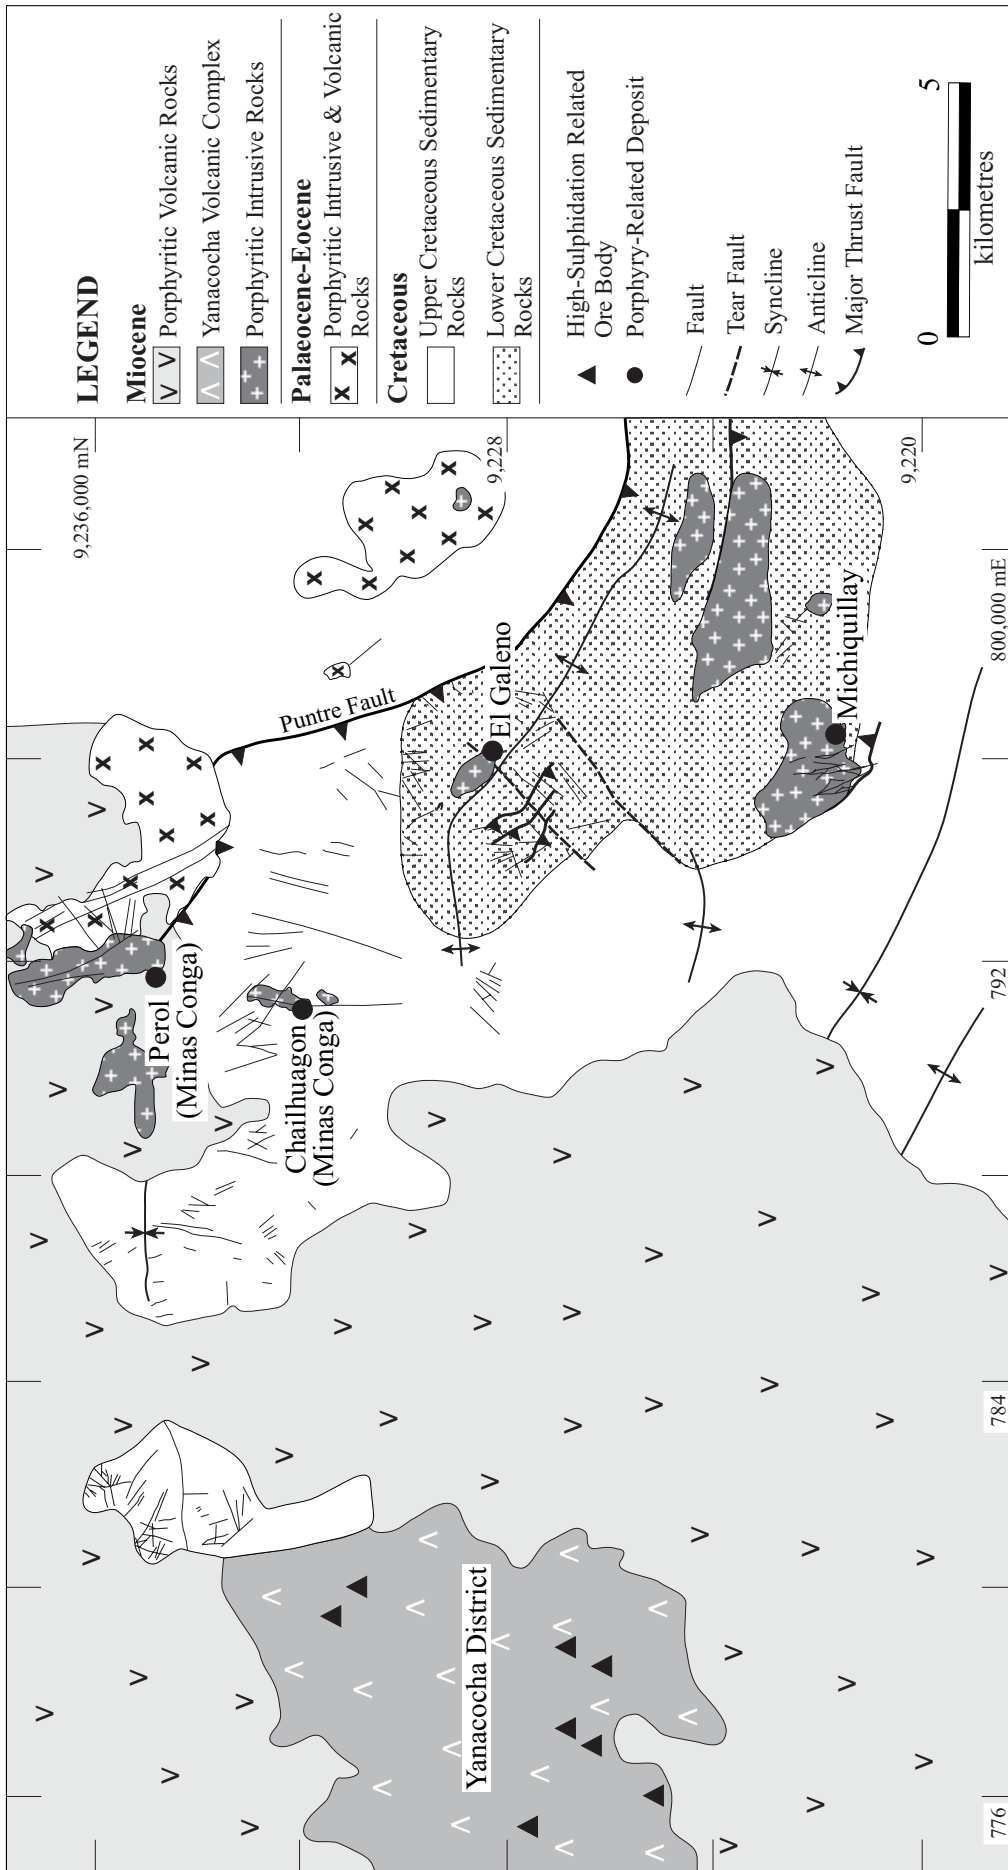 LEGEND
Miocene
Porphyritic Volcanic Rocks
Yanacocha Volcanic Complex
Porphyritic Intrusive Rocks
Palaeocene-Eocene
Porphyritic Intrusive & Volcanic
Rocks
Cretaceous
Upper Cretaceous Sedimentary
Rocks
Lower Cretaceous Sedimentary
Rocks
High-Sulphidation Related
Ore Body
Porphyry-Related Deposit
Fault
Tear Fault
Syncline
Anticline
Major Thrust Fault
0 5
kilometres
9,236,000 mN
9,228
9,220
Puntre Fault
Perol
(Minas Conga)
Chailhuagon
(Minas Conga)
El Galeno
Michiquillay
Yanacocha District
776
784
792
800,000 mE